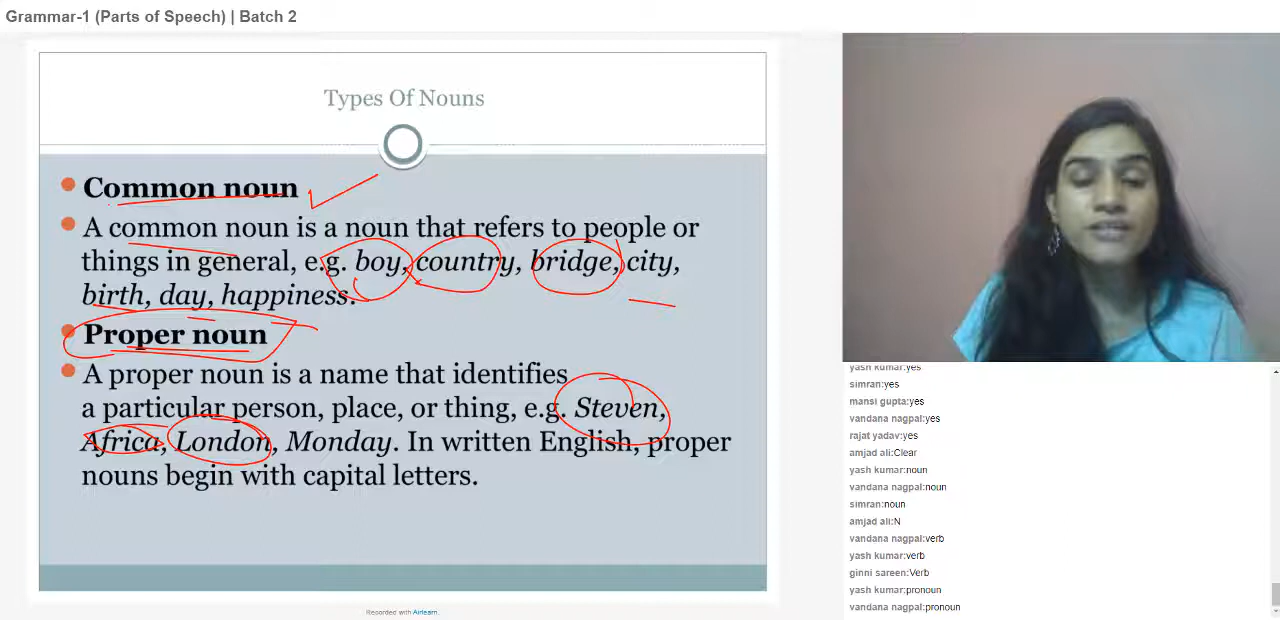 Grammar-1 (Parts of Speech) | Batch 2
Types Of Nouns
Common noun
A common noun is a noun that refers to people or
things in general, e.g. boy, country, bridge, city,
birth, day, happiness.
Proper noun
A proper noun is a name that identifies
a particular person, place, or thing, e.g. Steven,
Africa, London, Monday. In written English, proper
nouns begin with capital letters.
Recorded with Airlearn.
yash kumar:yes
simran:yes
mansi gupta:yes
vandana nagpal:yes
rajat yadav:yes
amjad ali:Clear
yash kumar:noun
vandana nagpal:noun
simran:noun
amjad ali:N
vandana nagpal:verb
yash kumar:verb
ginni sareen:Verb
yash kumar:pronoun
vandana nagpal:pronoun